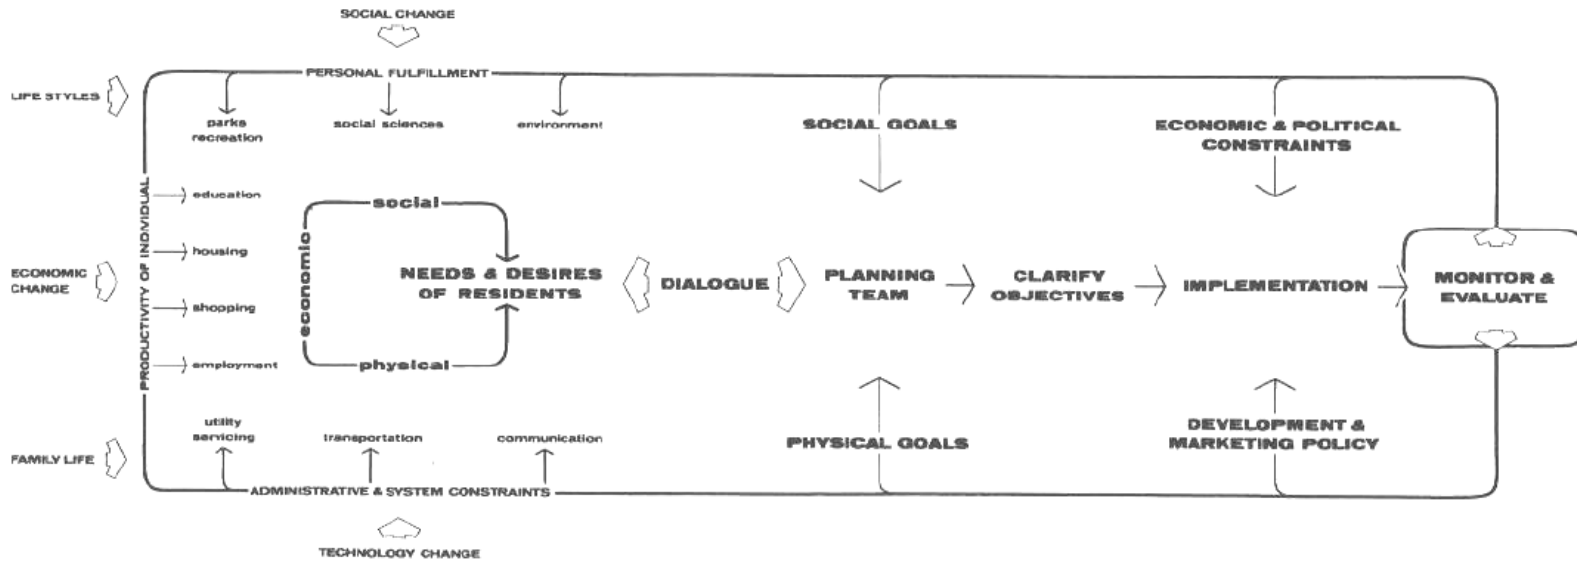 SOCIAL CHANGE
PERSONAL FULFILLMENT
LIFE STYLES
parks
recreation
social sciences
environment
SOCIAL GOALS
ECONOMIC & POLITICAL
CONSTRAINTS
PRODUCTIVITY OF INDIVIDUAL
education
social
housing
economic
ECONOMIC
CHANGE
NEEDS & DESIRES
OF RESIDENTS
DIALOGUE
PLANNING
TEAM
CLARIFY
OBJECTIVES
IMPLEMENTATION
MONITOR &
EVALUATE
shopping
employment
physical
utility
servicing
transportation
communication
PHYSICAL GOALS
DEVELOPMENT &
MARKETING POLICY
FAMILY LIFE
ADMINISTRATIVE & SYSTEM CONSTRAINTS
TECHNOLOGY CHANGE